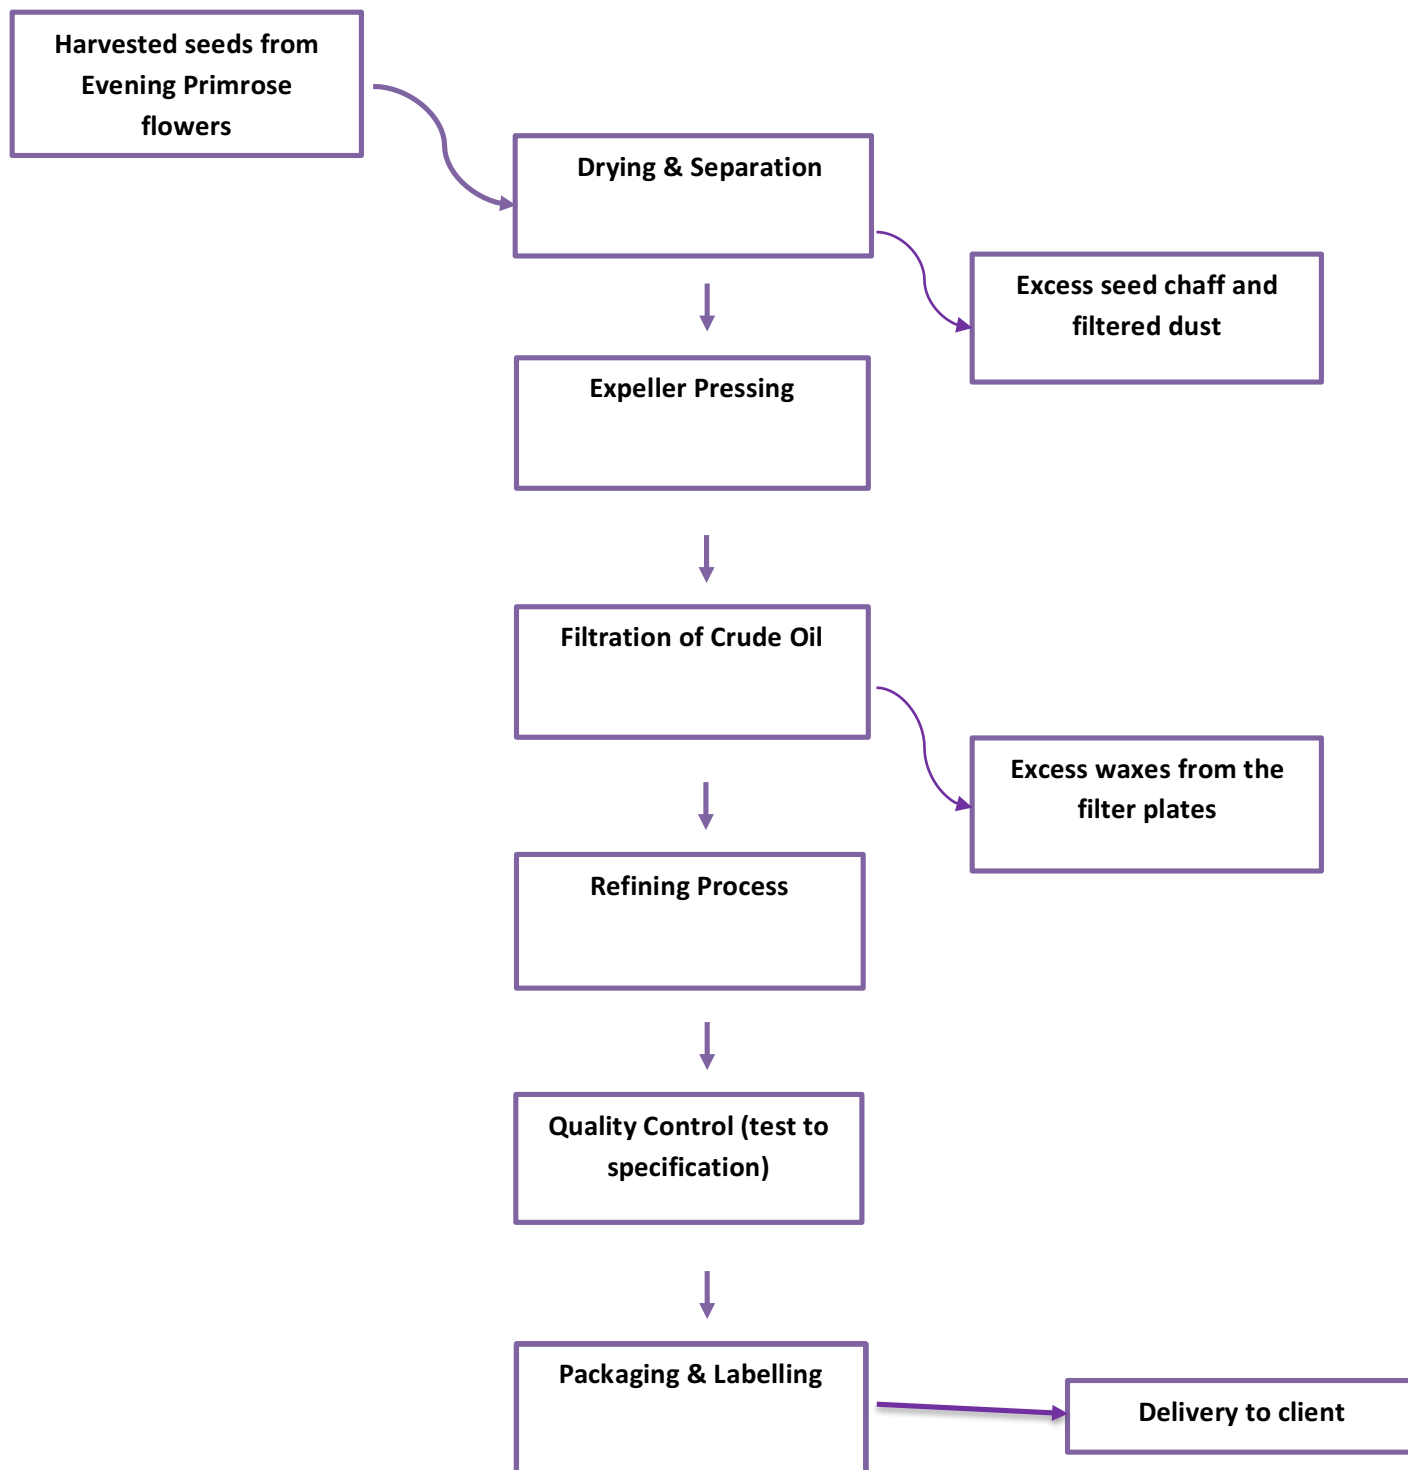 Harvested seeds from
Evening Primrose
flowers
Drying & Separation
Excess seed chaff and
filtered dust
Expeller Pressing
Filtration of Crude Oil
Excess waxes from the
filter plates
Refining Process
Quality Control (test to
specification)
Packaging & Labelling
Delivery to client